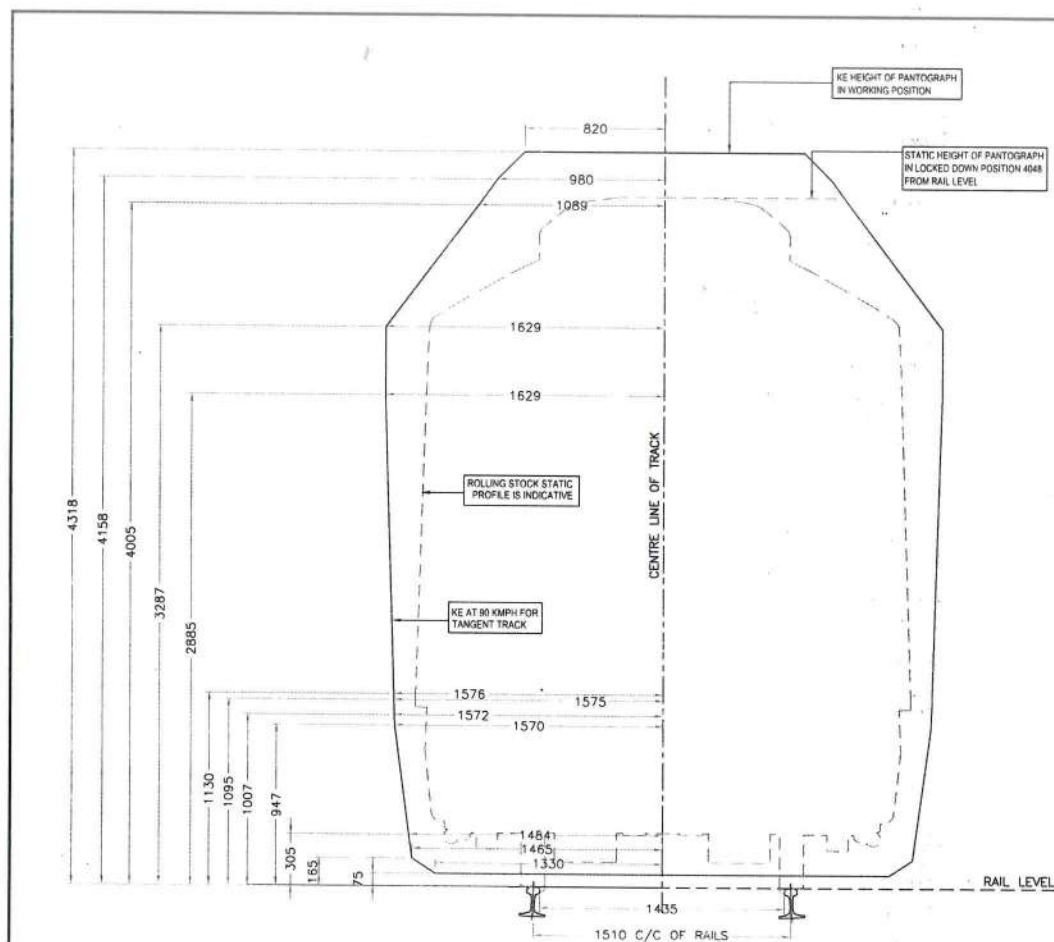 KE HEIGHT OF PANTOGRAPH
IN WORKING POSITION
820
STATIC HEIGHT OF PANTOGRAPH
IN LOCKED DOWN POSITION 4048
FROM RAIL LEVEL
980
1089
1629
1629
CENTRE LINE OF TRACK
ROLLING STOCK STATIC
PROFILE IS INDICATIVE
4318
4158
4005
3287
2885
KE AT 90 KMPH FOR
TANGENT TRACK
1576
1575
1572
1570
1130
1095
1007
947
305
165
75
1484
1465
1330
RAIL LEVEL
1435
1510 C/C OF RAILS